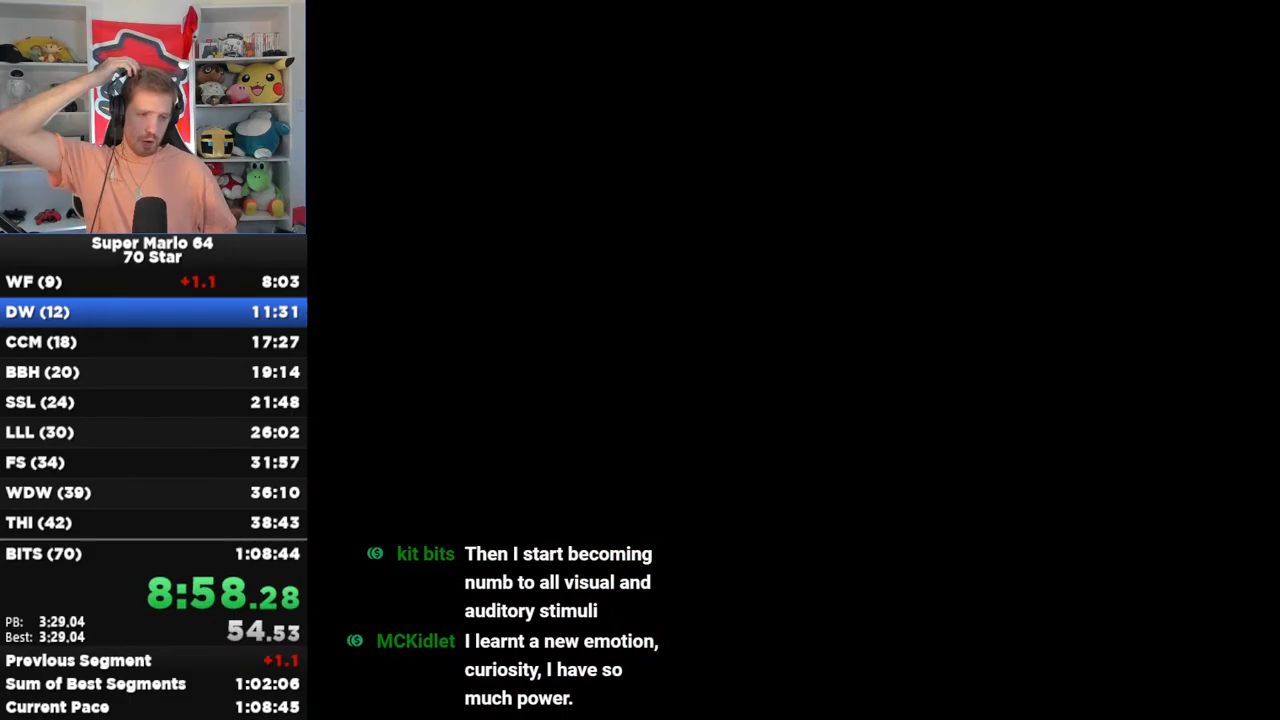 Super Mario 64
70 Star
WF (9) +1.1 8:03
DW (12) 11:31
CCM (18) 17:27
BBH (20) 19:14
SSL (24) 21:48
LLL (30) 26:02
FS (34) 31:57
WDW (39) 36:10
THI (42) 38:43
BITS (70) 1:08:44
8:58.28
PB: 3:29.04
Best: 3:29.04
54.53
Previous Segment +1.1
Sum of Best Segments 1:02:06
Current Pace 1:08:45
kit bits Then I start becoming
numb to all visual and
auditory stimuli
MCKidlet I learnt a new emotion,
curiosity, I have so
much power.